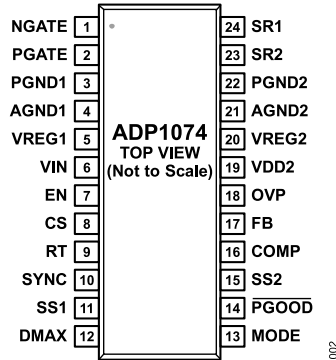 NGATE 1 24 SR1
PGATE 2 23 SR2
PGND1 3 22 PGND2
AGND1 4 21 AGND2
VREG1 5 ADP1074 20 VREG2
TOP VIEW
VIN 6 (Not to Scale) 19 VDD2
EN 7 18 OVP
CS 8 17 FB
RT 9 16 COMP
SYNC 10 15 SS2
SS1 11 14 PGOOD
DMAX 12 13 MODE
002